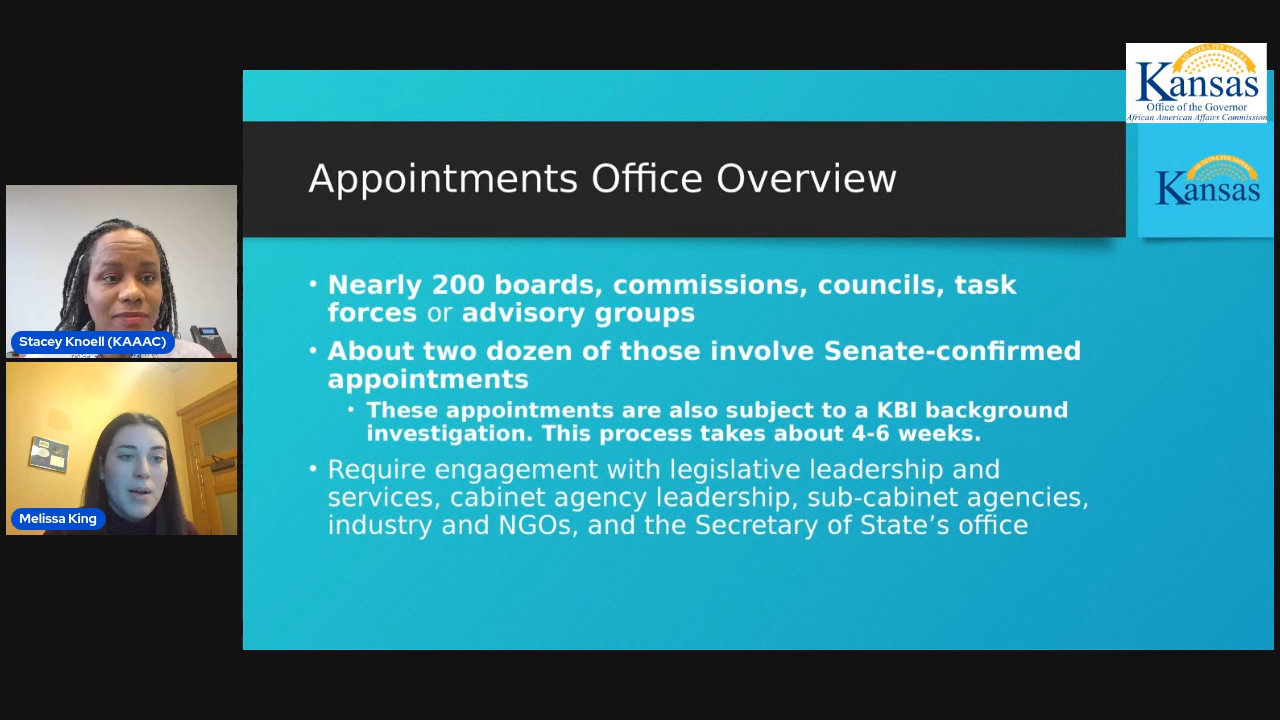 Kansas
Office of the Governor
African American Affairs Commission
Appointments Office Overview
Kansas
• Nearly 200 boards, commissions, councils, task
forces or advisory groups
• About two dozen of those involve Senate-confirmed
appointments
• These appointments are also subject to a KBI background
investigation. This process takes about 4-6 weeks.
• Require engagement with legislative leadership and
services, cabinet agency leadership, sub-cabinet agencies,
industry and NGOs, and the Secretary of State’s office
Stacey Knoell (KAAAC)
Melissa King